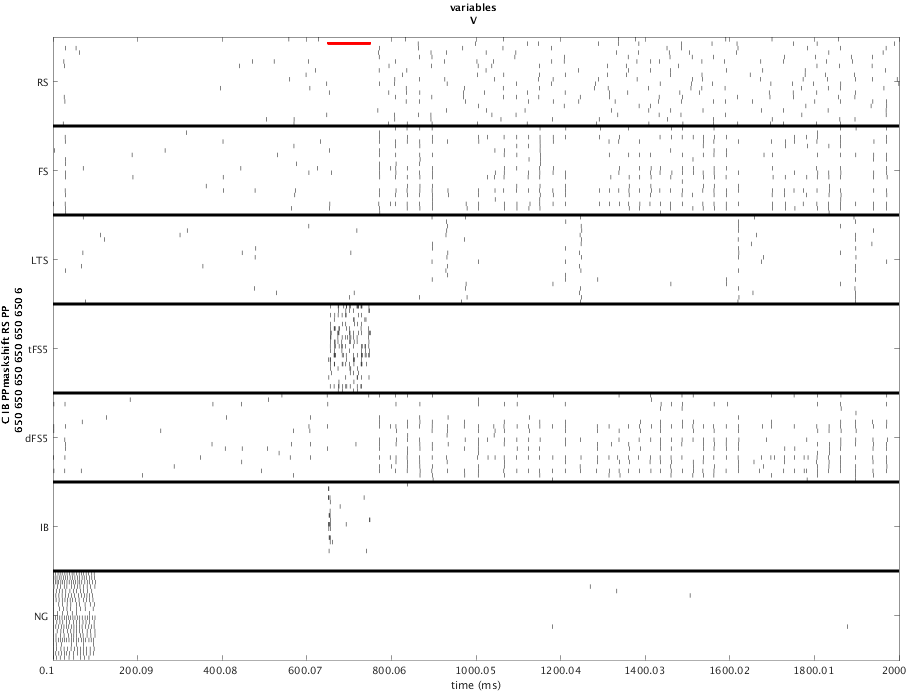 variables
V
C IB PPmaskshift RS PP
650 650 650 650 650 650 6
RS
FS
LTS
tFS5
dFS5
IB
NG
0.1 200.09 400.08 600.07 800.06 1000.05 1200.04 1400.03 1600.02 1800.01 2000
time (ms)